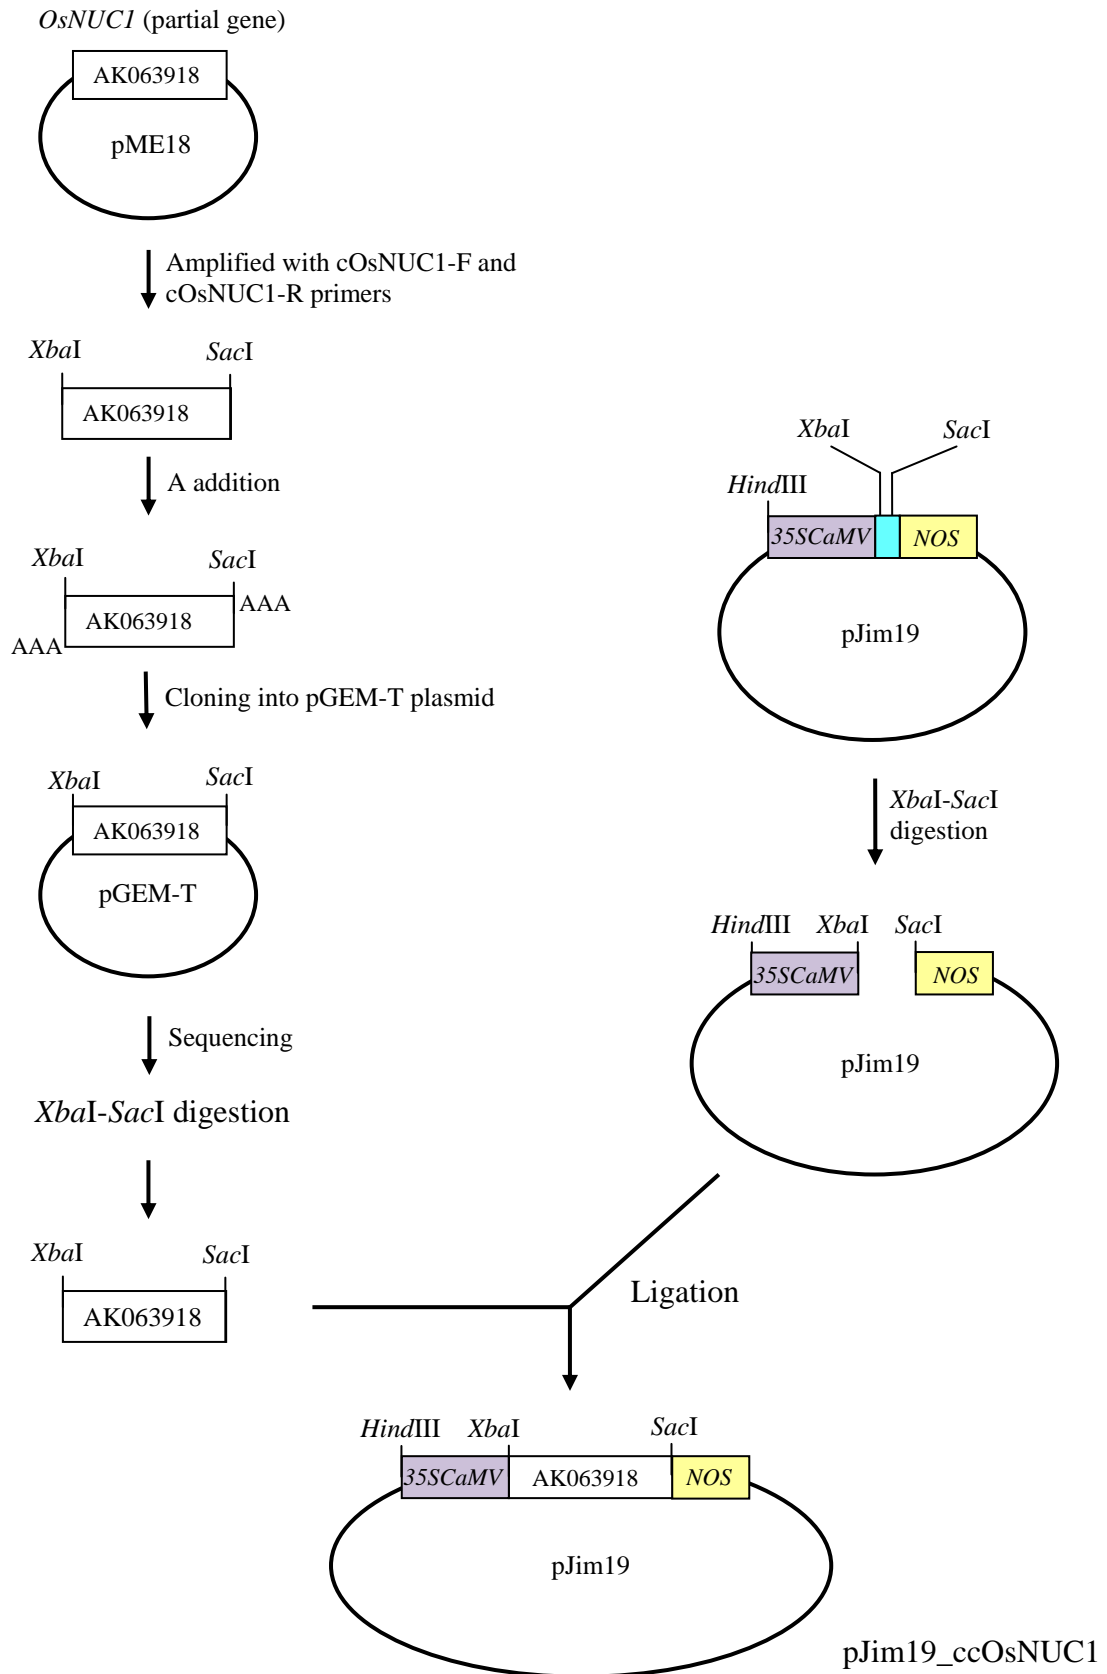 OsNUC1 (partial gene)
AK063918
pME18
Amplified with cOsNUC1-F and
cOsNUC1-R primers
XbaI SacI
AK063918
A addition
XbaI SacI
AAA
AK063918
AAA
Cloning into pGEM-T plasmid
XbaI SacI
AK063918
pGEM-T
Sequencing
XbaI-SacI digestion
XbaI SacI
AK063918
XbaI SacI
HindIII
35SCaMV NOS
pJim19
XbaI-SacI
digestion
HindIII XbaI SacI
35SCaMV NOS
pJim19
Ligation
HindIII XbaI SacI
35SCaMV AK063918 NOS
pJim19
pJim19_ccOsNUC1